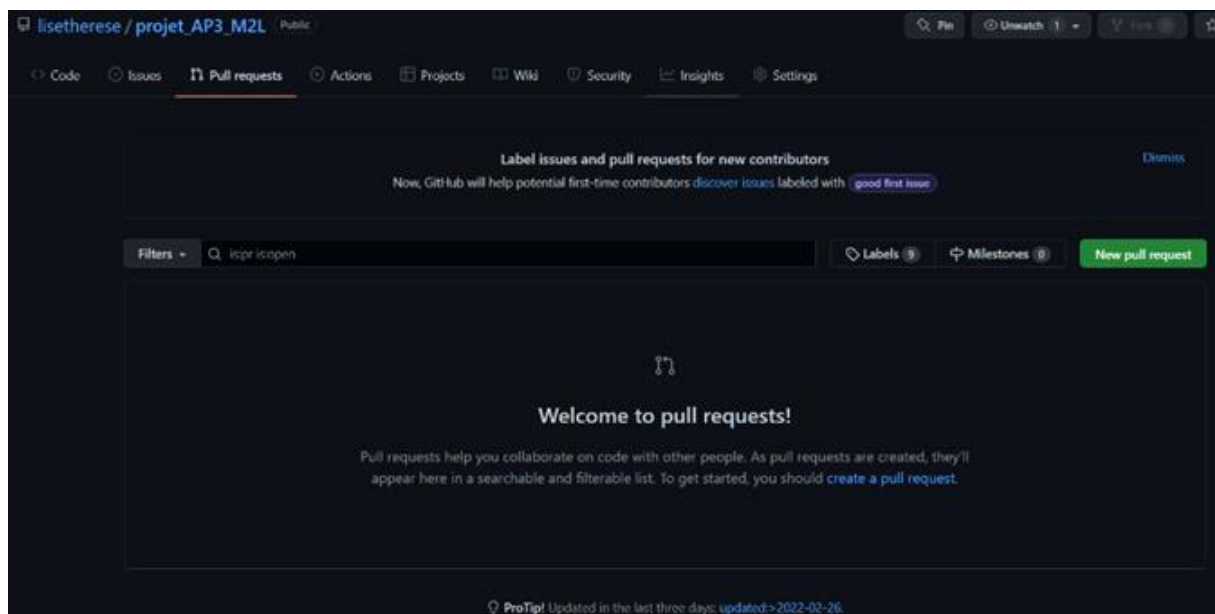 lisetherese / projet_AP3_M2L Public
Pin Unwatch 1 Fork
Code Issues Pull requests Actions Projects Wiki Security Insights Settings
Label issues and pull requests for new contributors
Dismiss
Now, GitHub will help potential first-time contributors discover issues labeled with good first issue
Filters is:pr is:open Labels 9 Milestones 0 New pull request
Welcome to pull requests!
Pull requests help you collaborate on code with other people. As pull requests are created, they'll
appear here in a searchable and filterable list. To get started, you should create a pull request.
ProTip! Updated in the last three days: updated:>2022-02-26.